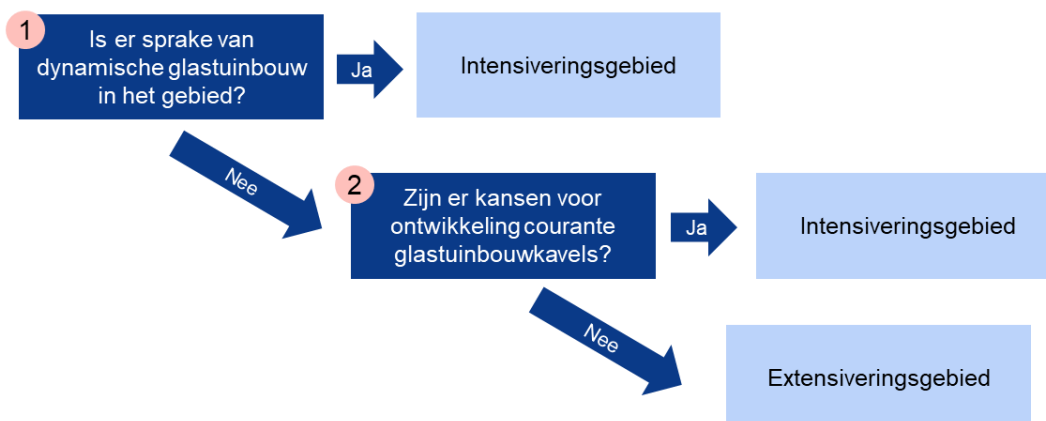 1
Is er sprake van
dynamische glastuinbouw
in het gebied?
Ja
Intensiveringsgebied
Nee
2
Zijn er kansen voor
ontwikkeling courante
glastuinbouwkavels?
Ja
Intensiveringsgebied
Nee
Extensiveringsgebied